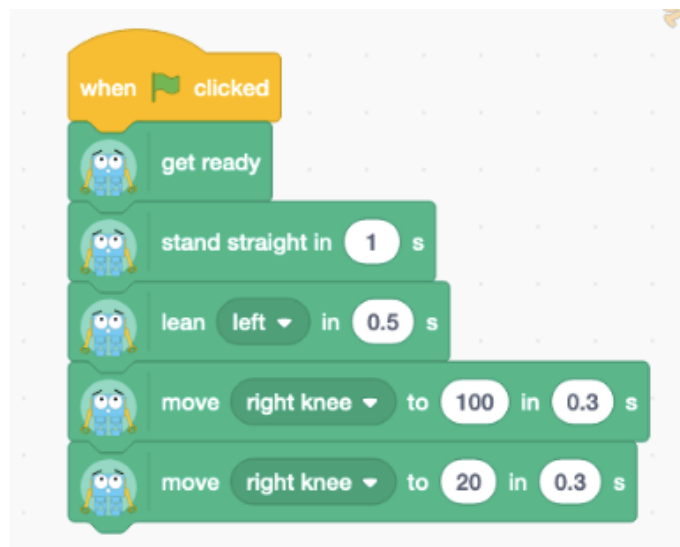 when clicked
get ready
stand straight in 1 s
lean left in 0.5 s
move right knee to 100 in 0.3 s
move right knee to 20 in 0.3 s